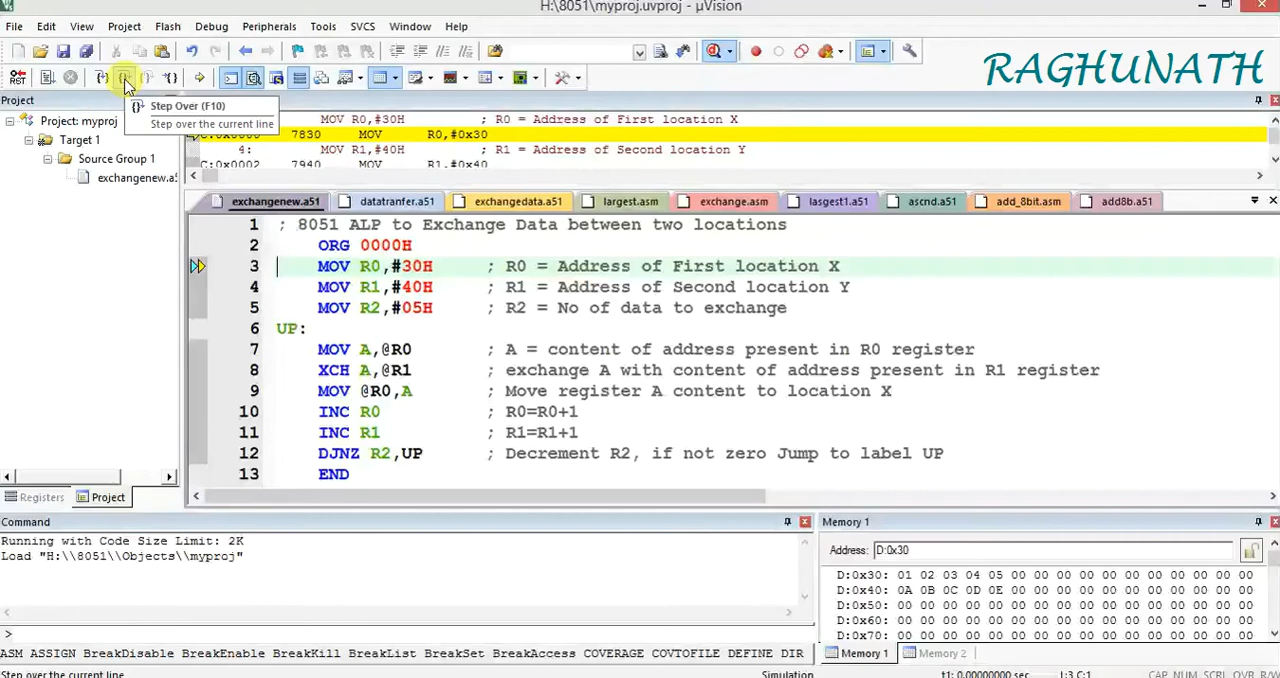 H:\8051\myproj.uvproj - µVision
File Edit View Project Flash Debug Peripherals Tools SVCS Window Help
RAGHUNATH
RST
Project
Step Over (F10)
Step over the current line
Project: myproj
Target 1
Source Group 1
exchangenew.a5
MOV R0,#30H ; R0 = Address of First location X
C:0x0000 7830 MOV R0,#0x30
4: MOV R1,#40H ; R1 = Address of Second location Y
C:0x0002 7940 MOV R1,#0x40
exchangenew.a51 datatranfer.a51 exchangedata.a51 largest.asm exchange.asm lasgest1.a51 ascnd.a51 add_8bit.asm add8b.a51
1 ; 8051 ALP to Exchange Data between two locations
2 ORG 0000H
3 MOV R0,#30H ; R0 = Address of First location X
4 MOV R1,#40H ; R1 = Address of Second location Y
5 MOV R2,#05H ; R2 = No of data to exchange
6 UP:
7 MOV A,@R0 ; A = content of address present in R0 register
8 XCH A,@R1 ; exchange A with content of address present in R1 register
9 MOV @R0,A ; Move register A content to location X
10 INC R0 ; R0=R0+1
11 INC R1 ; R1=R1+1
12 DJNZ R2,UP ; Decrement R2, if not zero Jump to label UP
13 END
Registers Project
Command
Running with Code Size Limit: 2K
Load "H:\\8051\\Objects\\myproj"
>
ASM ASSIGN BreakDisable BreakEnable BreakKill BreakList BreakSet BreakAccess COVERAGE COVTOFILE DEFINE DIR
Memory 1
Address: D:0x30
D:0x30: 01 02 03 04 05 00 00 00 00 00 00 00 00 00 00 00
D:0x40: 0A 0B 0C 0D 0E 00 00 00 00 00 00 00 00 00 00 00
D:0x50: 00 00 00 00 00 00 00 00 00 00 00 00 00 00 00 00
D:0x60: 00 00 00 00 00 00 00 00 00 00 00 00 00 00 00 00
D:0x70: 00 00 00 00 00 00 00 00 00 00 00 00 00 00 00 00
Memory 1 Memory 2
Step over the current line Simulation t1: 0.00000000 sec L:3 C:1 CAP NUM SCRL OVR R/W